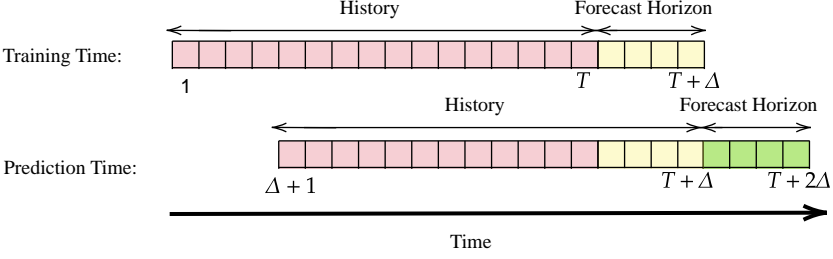 History Forecast Horizon
Training Time:
1 T T + Δ
History Forecast Horizon
Prediction Time:
Δ + 1 T + Δ T + 2Δ
Time